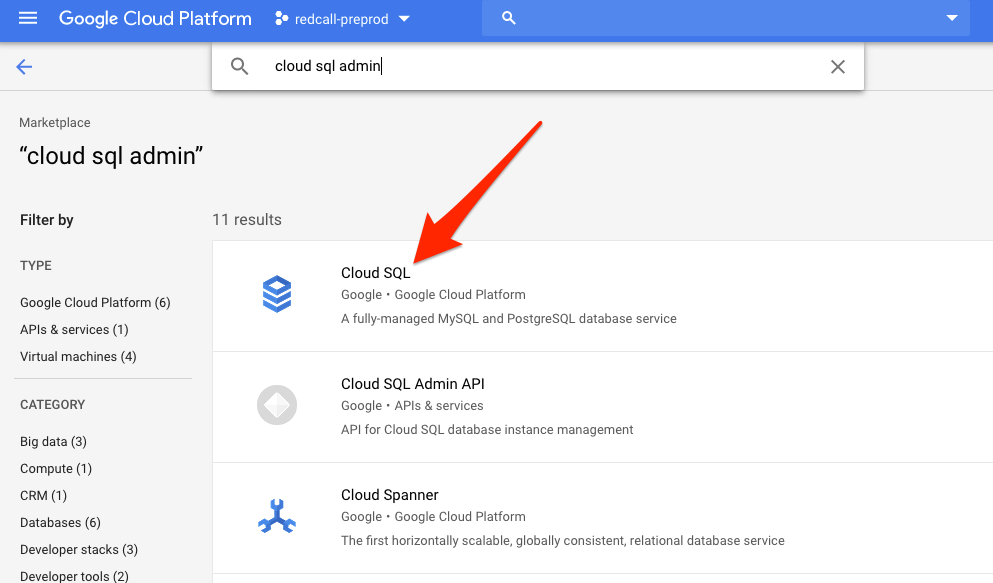 Google Cloud Platform
redcall-preprod
cloud sql admin
Marketplace
“cloud sql admin”
Filter by
TYPE
Google Cloud Platform (6)
APIs & services (1)
Virtual machines (4)
CATEGORY
Big data (3)
Compute (1)
CRM (1)
Databases (6)
Developer stacks (3)
Developer tools (2)
11 results
Cloud SQL
Google • Google Cloud Platform
A fully-managed MySQL and PostgreSQL database service
Cloud SQL Admin API
Google • APIs & services
API for Cloud SQL database instance management
Cloud Spanner
Google • Google Cloud Platform
The first horizontally scalable, globally consistent, relational database service